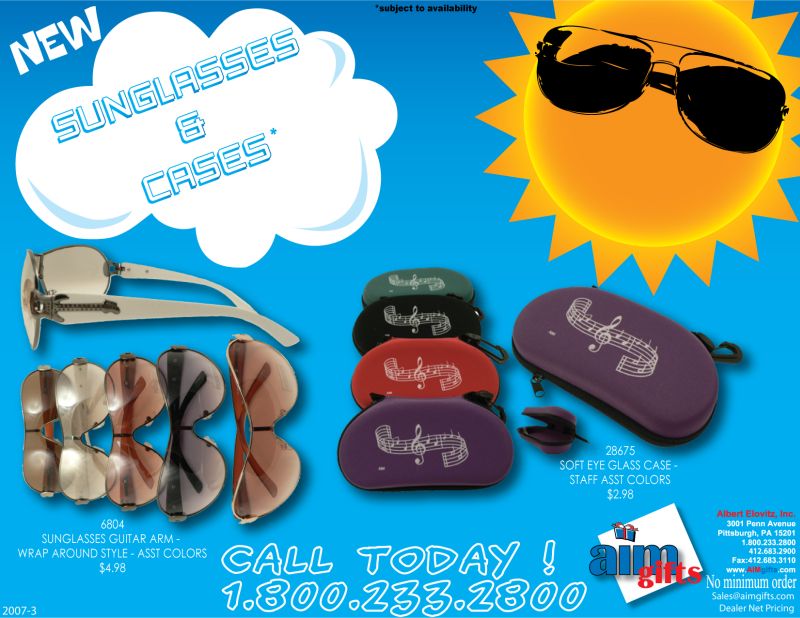 *subject to availability
NEW
SUNGLASSES
&
CASES*
6804
SUNGLASSES GUITAR ARM -
WRAP AROUND STYLE - ASST COLORS
$4.98
28675
SOFT EYE GLASS CASE -
STAFF ASST COLORS
$2.98
CALL TODAY !
1.800.233.2800
aim
gifts
Albert Elovitz, Inc.
3001 Penn Avenue
Pittsburgh, PA 15201
1.800.233.2800
412.683.2900
Fax:412.683.3110
www.AIMgifts.com
No minimum order
Sales@aimgifts.com
Dealer Net Pricing
2007-3